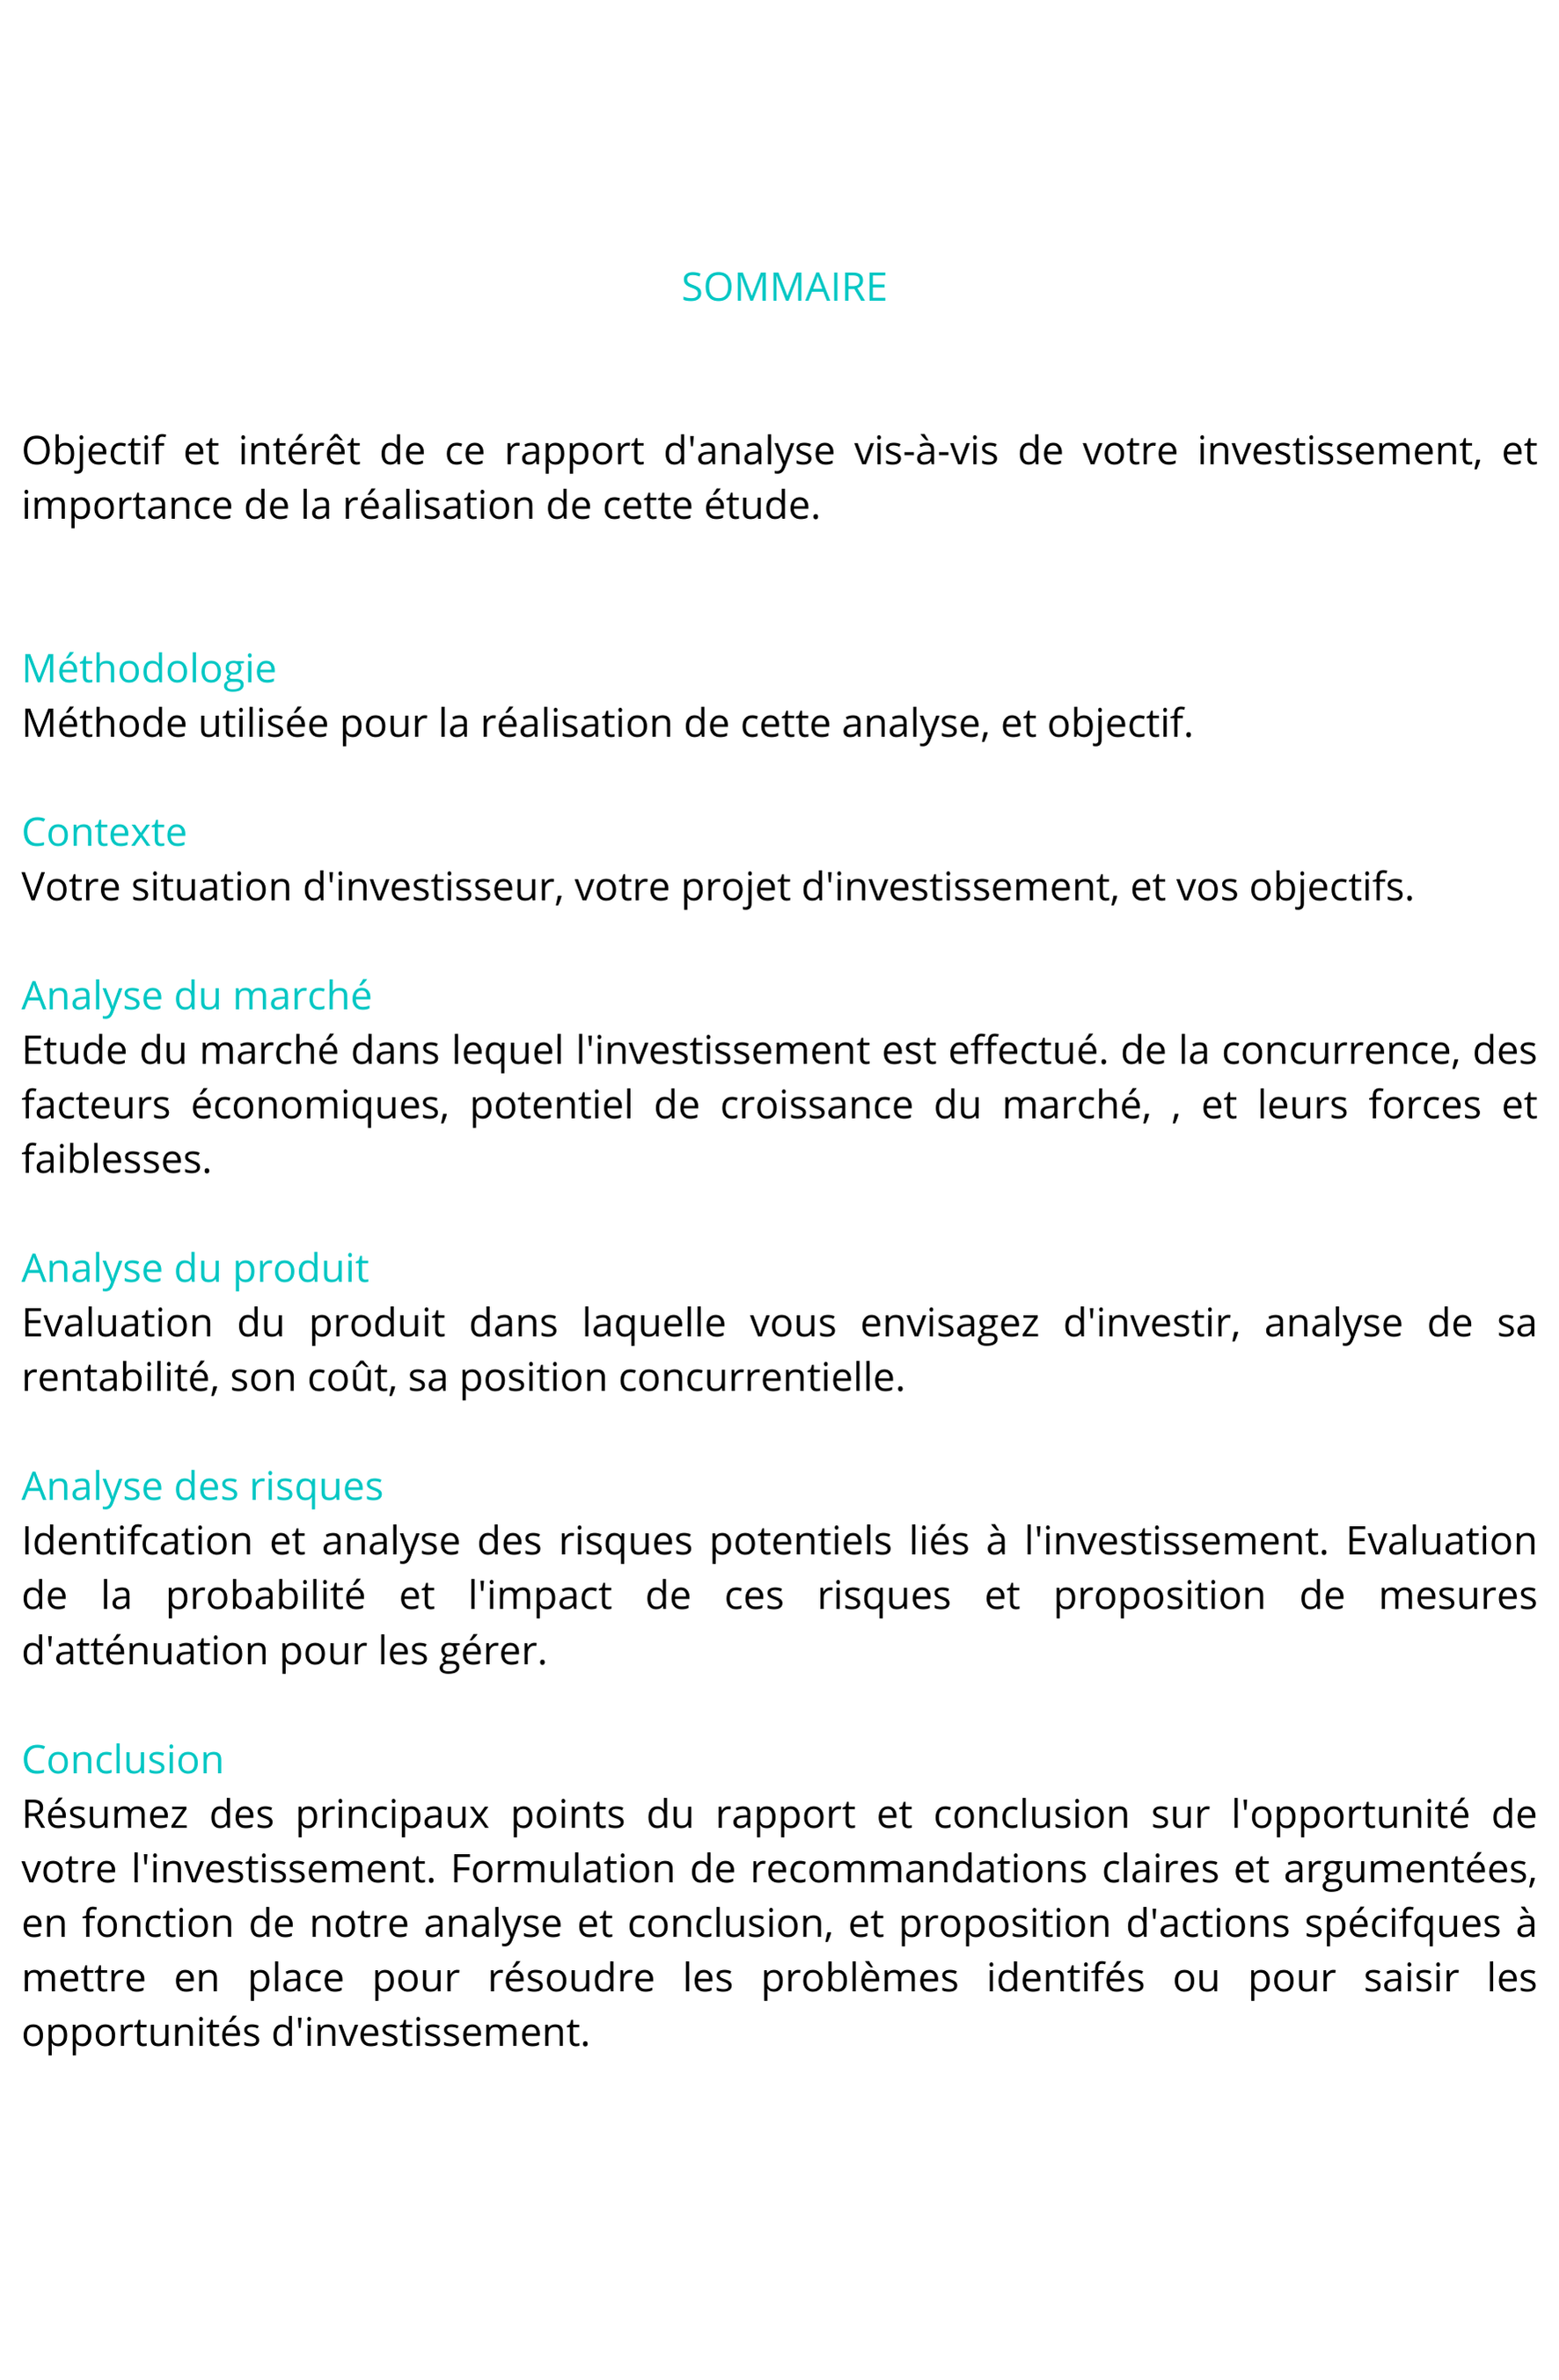 SOMMAIRE
Objectif et intérêt de ce rapport d'analyse vis-à-vis de votre investissement, et
importance de la réalisation de cette étude.
Méthodologie
Méthode utilisée pour la réalisation de cette analyse, et objectif.
Contexte
Votre situation d'investisseur, votre projet d'investissement, et vos objectifs.
Analyse du marché
Etude du marché dans lequel l'investissement est effectué. de la concurrence, des
facteurs économiques, potentiel de croissance du marché, , et leurs forces et
faiblesses.
Analyse du produit
Evaluation du produit dans laquelle vous envisagez d'investir, analyse de sa
rentabilité, son coût, sa position concurrentielle.
Analyse des risques
Identifcation et analyse des risques potentiels liés à l'investissement. Evaluation
de la probabilité et l'impact de ces risques et proposition de mesures
d'atténuation pour les gérer.
Conclusion
Résumez des principaux points du rapport et conclusion sur l'opportunité de
votre l'investissement. Formulation de recommandations claires et argumentées,
en fonction de notre analyse et conclusion, et proposition d'actions spécifques à
mettre en place pour résoudre les problèmes identifés ou pour saisir les
opportunités d'investissement.